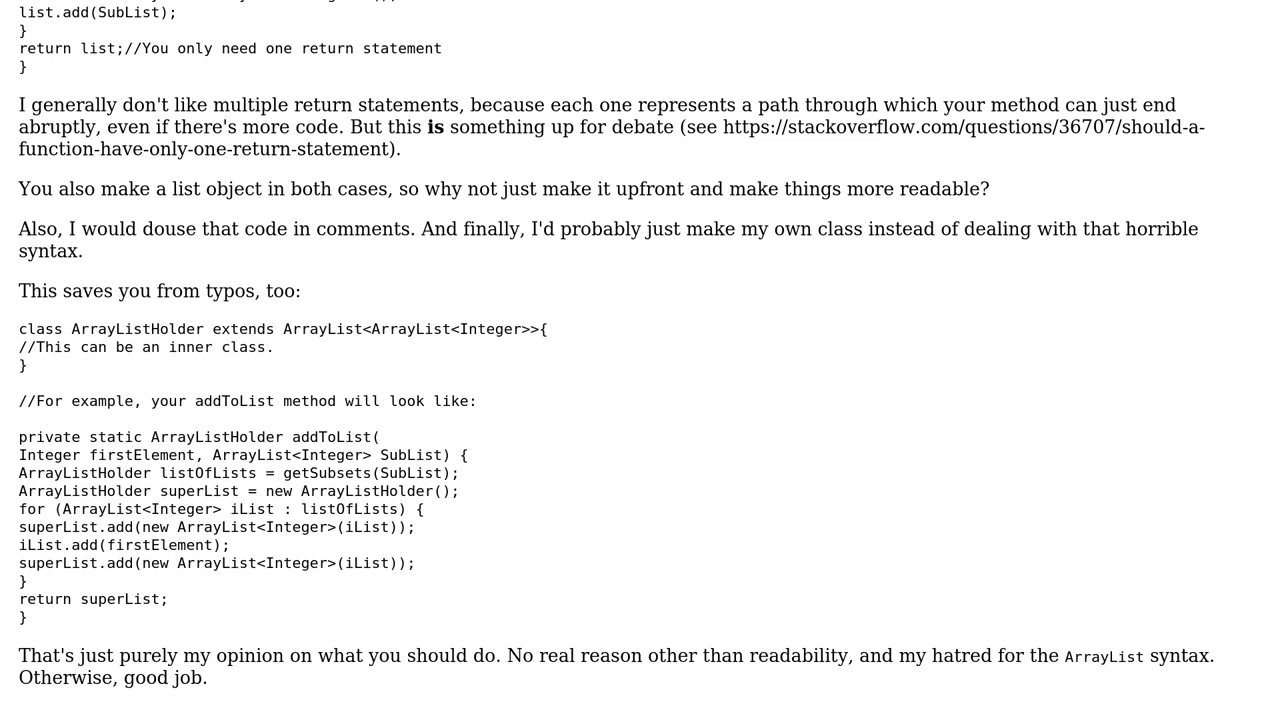 list.add(SubList);
}
return list;//You only need one return statement
}
I generally don't like multiple return statements, because each one represents a path through which your method can just end
abruptly, even if there's more code. But this is something up for debate (see https://stackoverflow.com/questions/36707/should-a-
function-have-only-one-return-statement).
You also make a list object in both cases, so why not just make it upfront and make things more readable?
Also, I would douse that code in comments. And finally, I'd probably just make my own class instead of dealing with that horrible
syntax.
This saves you from typos, too:
class ArrayListHolder extends ArrayList<ArrayList<Integer>>{
//This can be an inner class.
}
//For example, your addToList method will look like:
private static ArrayListHolder addToList(
Integer firstElement, ArrayList<Integer> SubList) {
ArrayListHolder listOfLists = getSubsets(SubList);
ArrayListHolder superList = new ArrayListHolder();
for (ArrayList<Integer> iList : listOfLists) {
superList.add(new ArrayList<Integer>(iList));
iList.add(firstElement);
superList.add(new ArrayList<Integer>(iList));
}
return superList;
}
That's just purely my opinion on what you should do. No real reason other than readability, and my hatred for the ArrayList syntax.
Otherwise, good job.